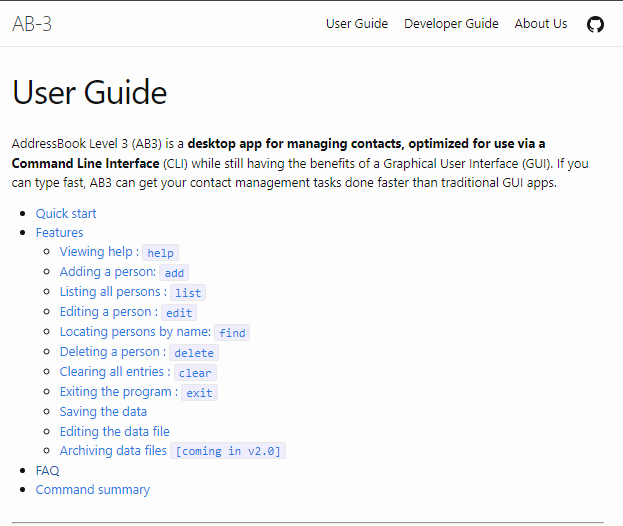 AB-3
User Guide Developer Guide About Us
User Guide
AddressBook Level 3 (AB3) is a desktop app for managing contacts, optimized for use via a
Command Line Interface (CLI) while still having the benefits of a Graphical User Interface (GUI). If you
can type fast, AB3 can get your contact management tasks done faster than traditional GUI apps.
Quick start
Features
Viewing help : help
Adding a person: add
Listing all persons : list
Editing a person : edit
Locating persons by name: find
Deleting a person : delete
Clearing all entries : clear
Exiting the program : exit
Saving the data
Editing the data file
Archiving data files [coming in v2.0]
FAQ
Command summary